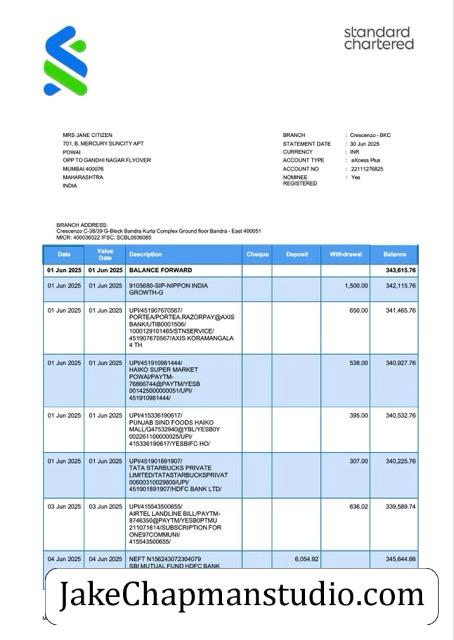 standard
chartered
MRS JANE CITIZEN
701, B, MERCURY SUNCITY APT
POWAI
OPP TO GANDHI NAGAR FLYOVER
MUMBAI 400076
MAHARASHTRA
INDIA
BRANCH : Crescenzo - BKC
STATEMENT DATE : 30 Jun 2025
CURRENCY : INR
ACCOUNT TYPE : aXcess Plus
ACCOUNT NO : 22111276825
NOMINEE : Yes
REGISTERED
BRANCH ADDRESS:
Crescenzo C-38/39 G-Block Bandra Kurla Complex Ground floor Bandra - East 400051
MICR: 400036022 IFSC: SCBL0036085
Date Value Date Description Cheque Deposit Withdrawal Balance
01 Jun 2025 01 Jun 2025 BALANCE FORWARD 343,615.76
01 Jun 2025 01 Jun 2025 9105680-SIP-NIPPON INDIA 1,500.00 342,115.76
GROWTH-G
01 Jun 2025 01 Jun 2025 UPI/451907670567/ 650.00 341,465.76
PORTEA/PORTEA.RAZORPAY@AXIS
BANK/UTIB0001506/
1000129101465/STNSERVICE/
451907670567/AXIS KORAMANGALA
4 TH
01 Jun 2025 01 Jun 2025 UPI/451910981444/ 538.00 340,927.76
HAIKO SUPER MARKET
POWAI/PAYTM-
76866744@PAYTM/YESB
001425000000051/UPI/
451910981444/
01 Jun 2025 01 Jun 2025 UPI/415336190617/ 395.00 340,532.76
PUNJAB SIND FOODS HAIKO
MALL/Q47532940@YBL/YESB0Y
002261100000025/UPI/
415336190617/YESBIFC HO/
01 Jun 2025 01 Jun 2025 UPI/451901891907/ 307.00 340,225.76
TATA STARBUCKS PRIVATE
LIMITED/TATASTARBUCKSPRIVAT
00600310029800/UPI/
451901891907/HDFC BANK LTD/
03 Jun 2025 03 Jun 2025 UPI/415543500655/ 636.02 339,589.74
AIRTEL LANDLINE BILL/PAYTM-
8746350@PAYTM/YESB0PTMU
211071614/SUBSCRIPTION FOR
ONE97COMMUNI/
415543500655/
04 Jun 2025 04 Jun 2025 NEFT N156243072304079 6,054.92 345,644.66
SBI MUTUAL FUND HDFC BANK
JakeChapmanstudio.com